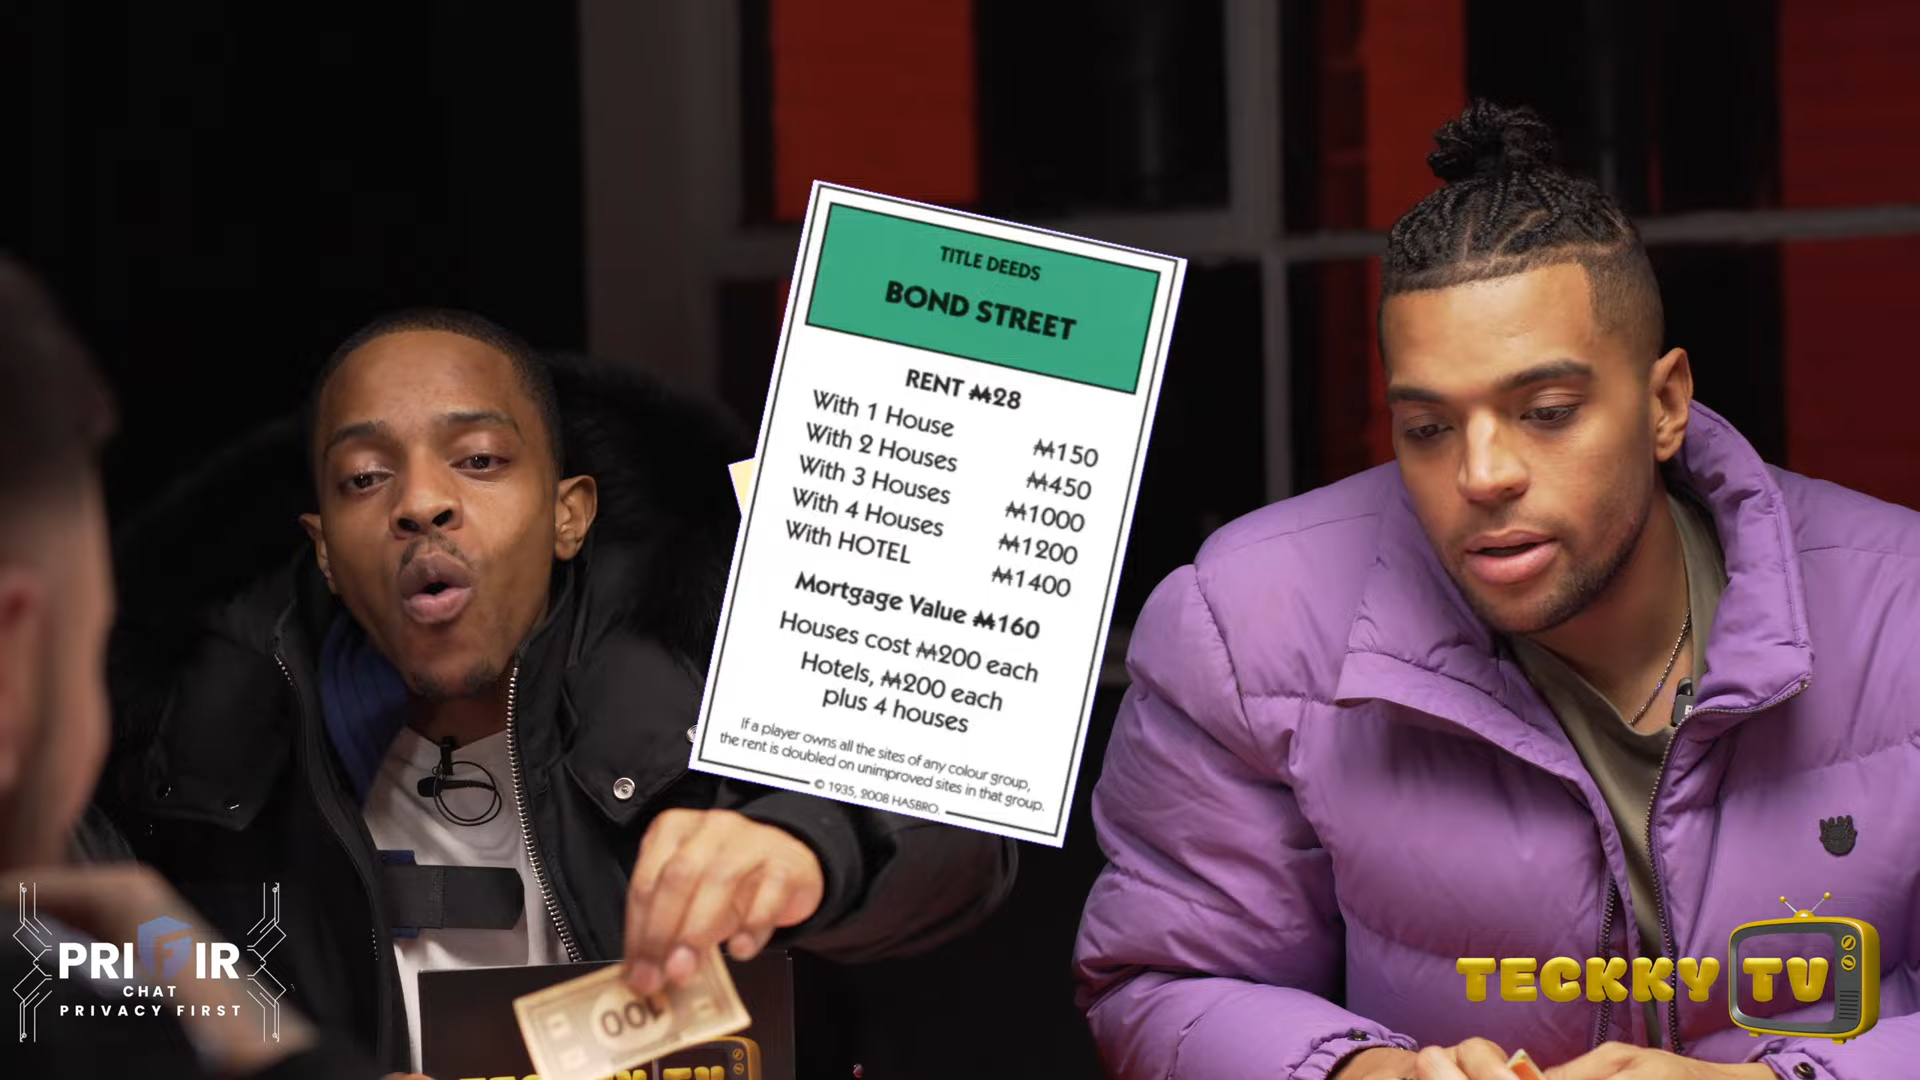 TITLE DEEDS
BOND STREET
RENT ₩28
With 1 House ₩150
With 2 Houses ₩450
With 3 Houses ₩1000
With 4 Houses ₩1200
With HOTEL ₩1400
Mortgage Value ₩160
Houses cost ₩200 each
Hotels, ₩200 each
plus 4 houses
If a player owns all the sites of any colour group,
the rent is doubled on unimproved sites in that group.
© 1935, 2008 HASBRO.
100
PRIFIR
CHAT
PRIVACY FIRST
TECKKY TV